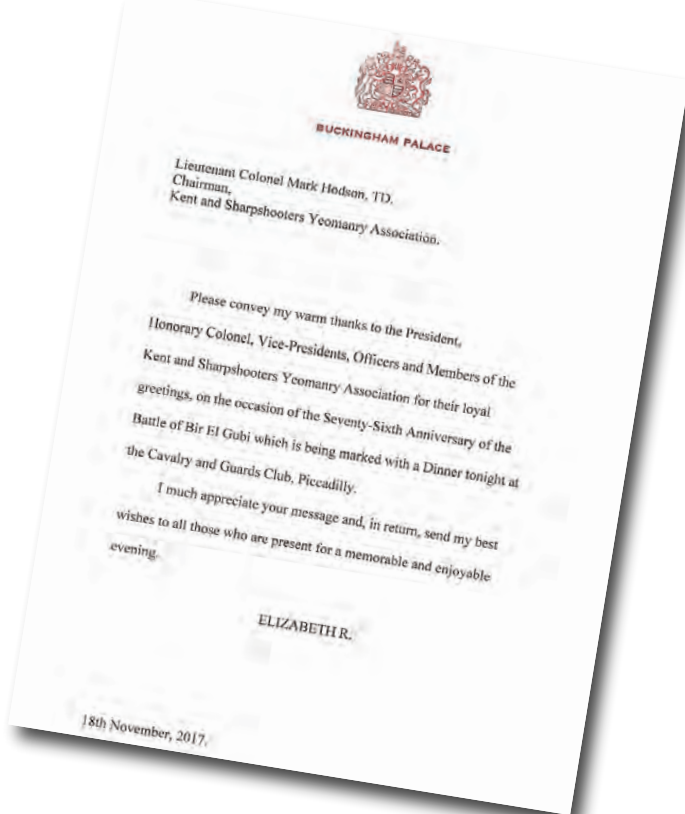 BUCKINGHAM PALACE
Lieutenant Colonel Mark Hodson, TD.
Chairman,
Kent and Sharpshooters Yeomanry Association.
Please convey my warm thanks to the President,
Honorary Colonel, Vice-Presidents, Officers and Members of the
Kent and Sharpshooters Yeomanry Association for their loyal
greetings, on the occasion of the Seventy-Sixth Anniversary of the
Battle of Bir El Gubi which is being marked with a Dinner tonight at
the Cavalry and Guards Club, Piccadilly.
I much appreciate your message and, in return, send my best
wishes to all those who are present for a memorable and enjoyable
evening.
ELIZABETH R.
18th November, 2017.